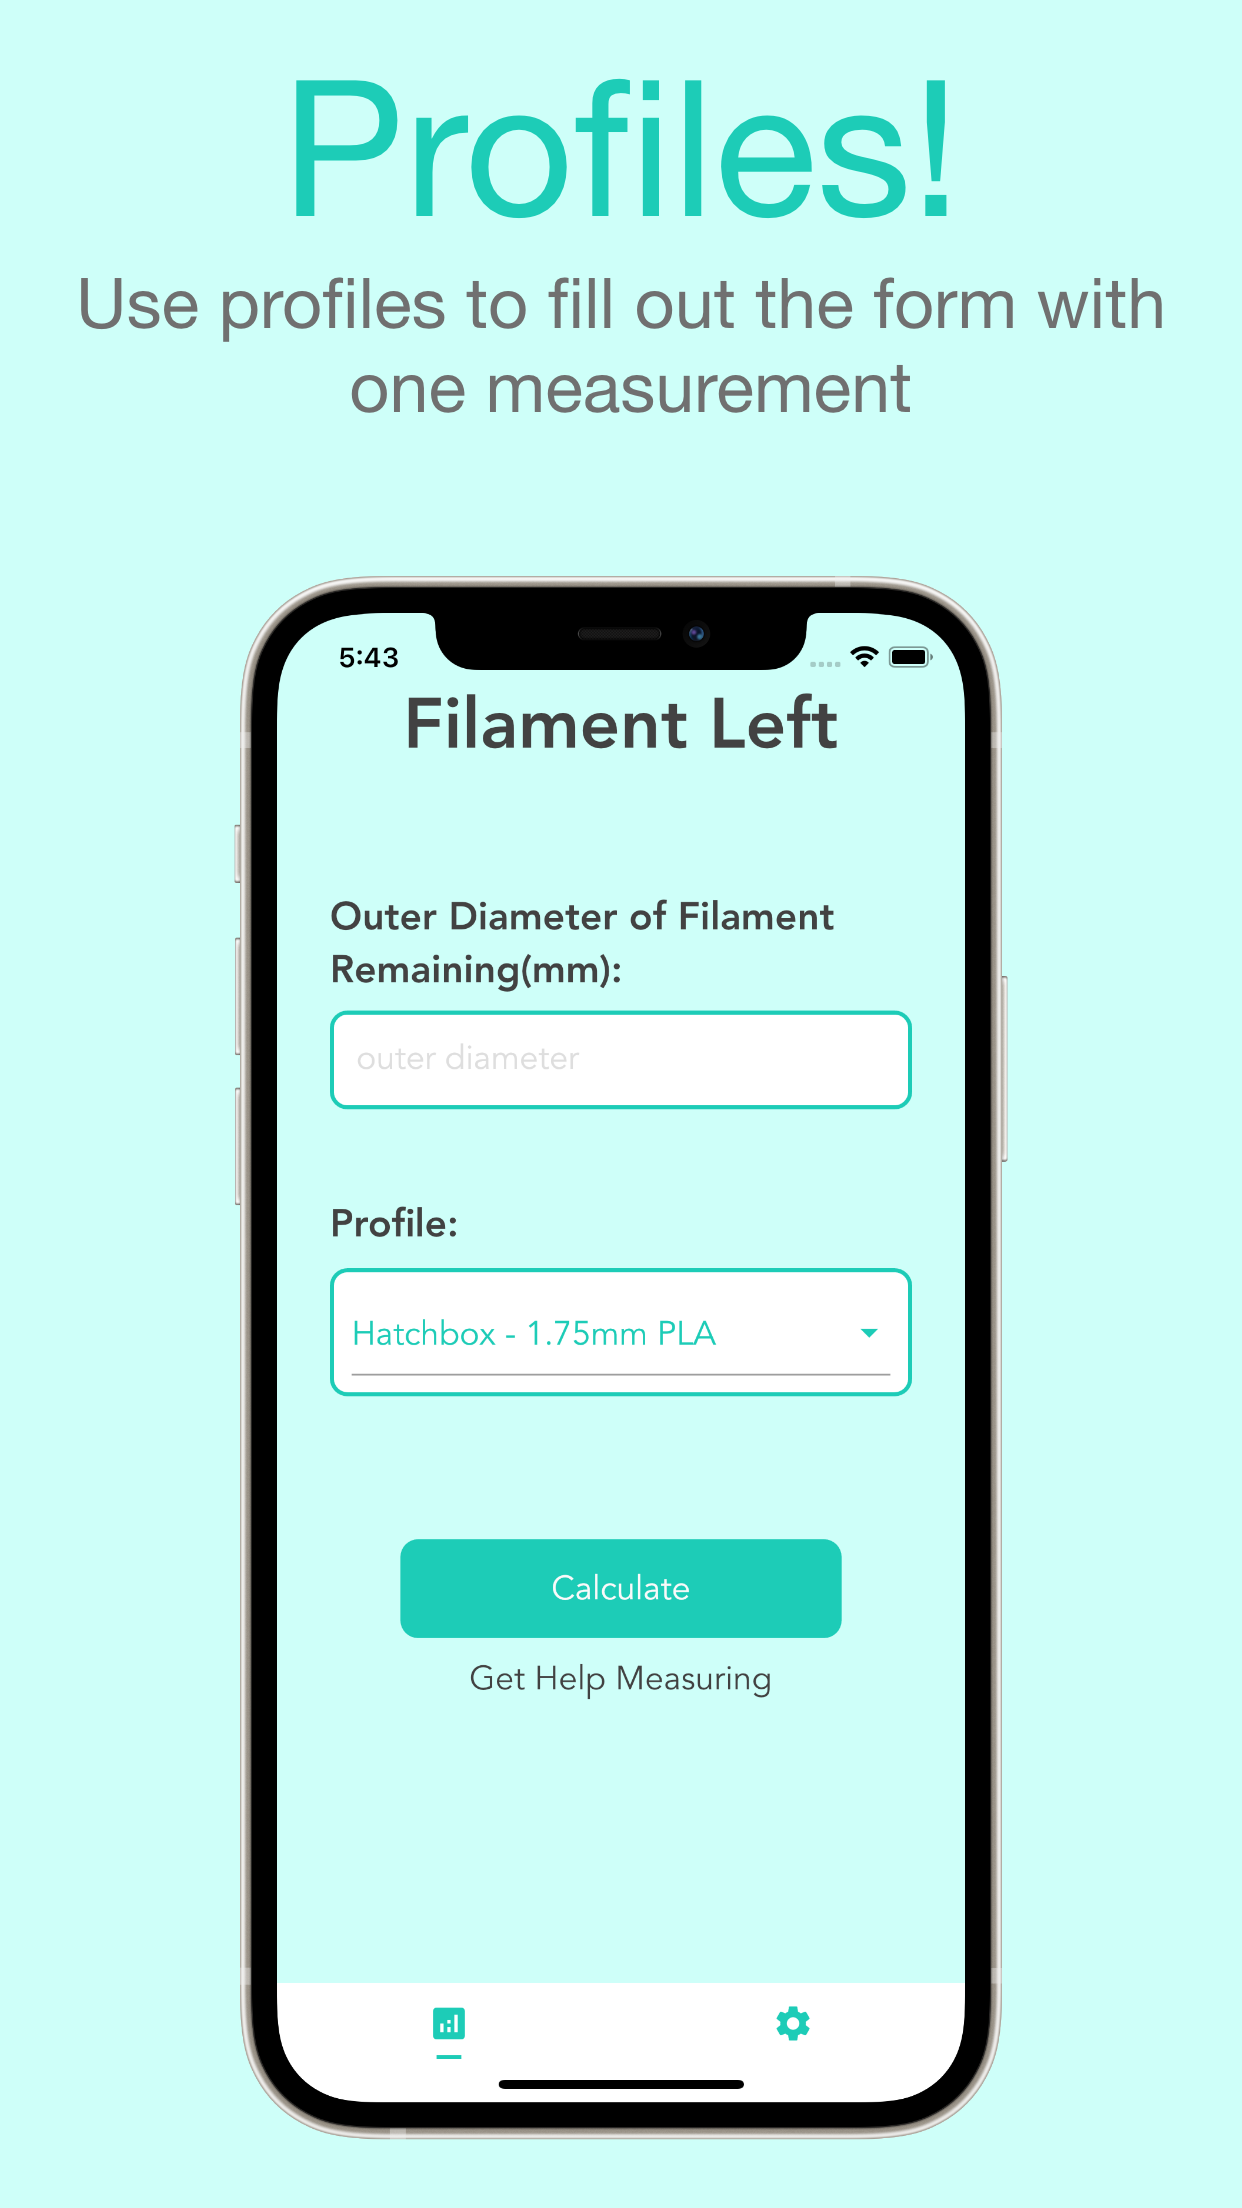 Profiles!
Use profiles to fill out the form with
one measurement
5:43
Filament Left
Outer Diameter of Filament
Remaining(mm):
outer diameter
Profile:
Hatchbox - 1.75mm PLA
Calculate
Get Help Measuring